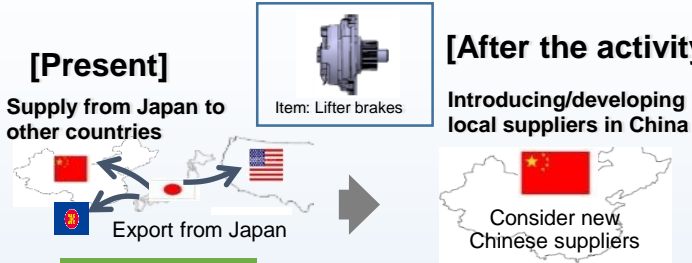 [Present]
Supply from Japan to
other countries
Export from Japan
Item: Lifter brakes
[After the activity
Introducing/developing
local suppliers in China
Consider new
Chinese suppliers